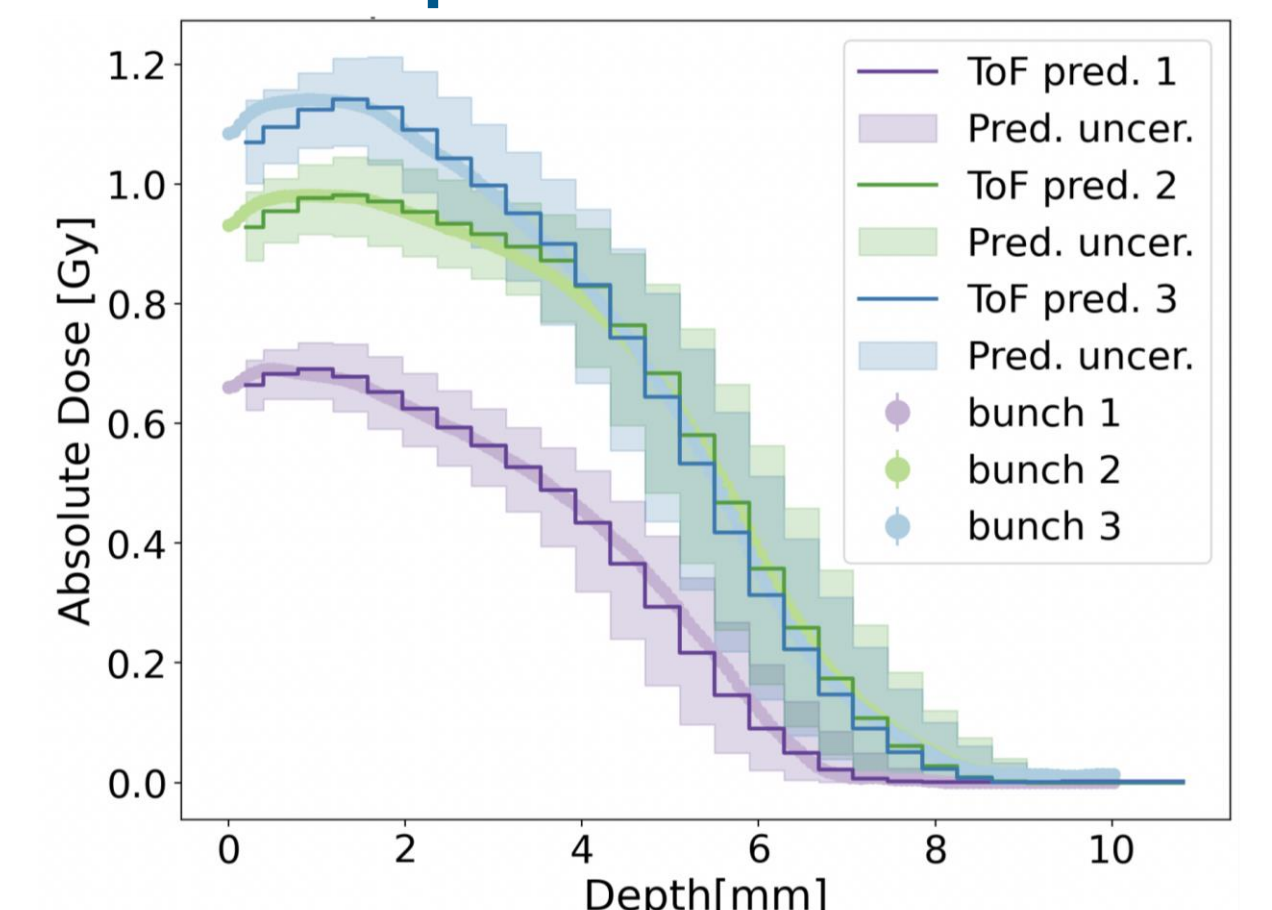 1.2
1.0
0.8
0.6
0.4
0.2
0.0
Absolute Dose [Gy]
ToF pred. 1
Pred. uncer.
ToF pred. 2
Pred. uncer.
ToF pred. 3
Pred. uncer.
bunch 1
bunch 2
bunch 3
0 2 4 6 8 10
Depth[mm]